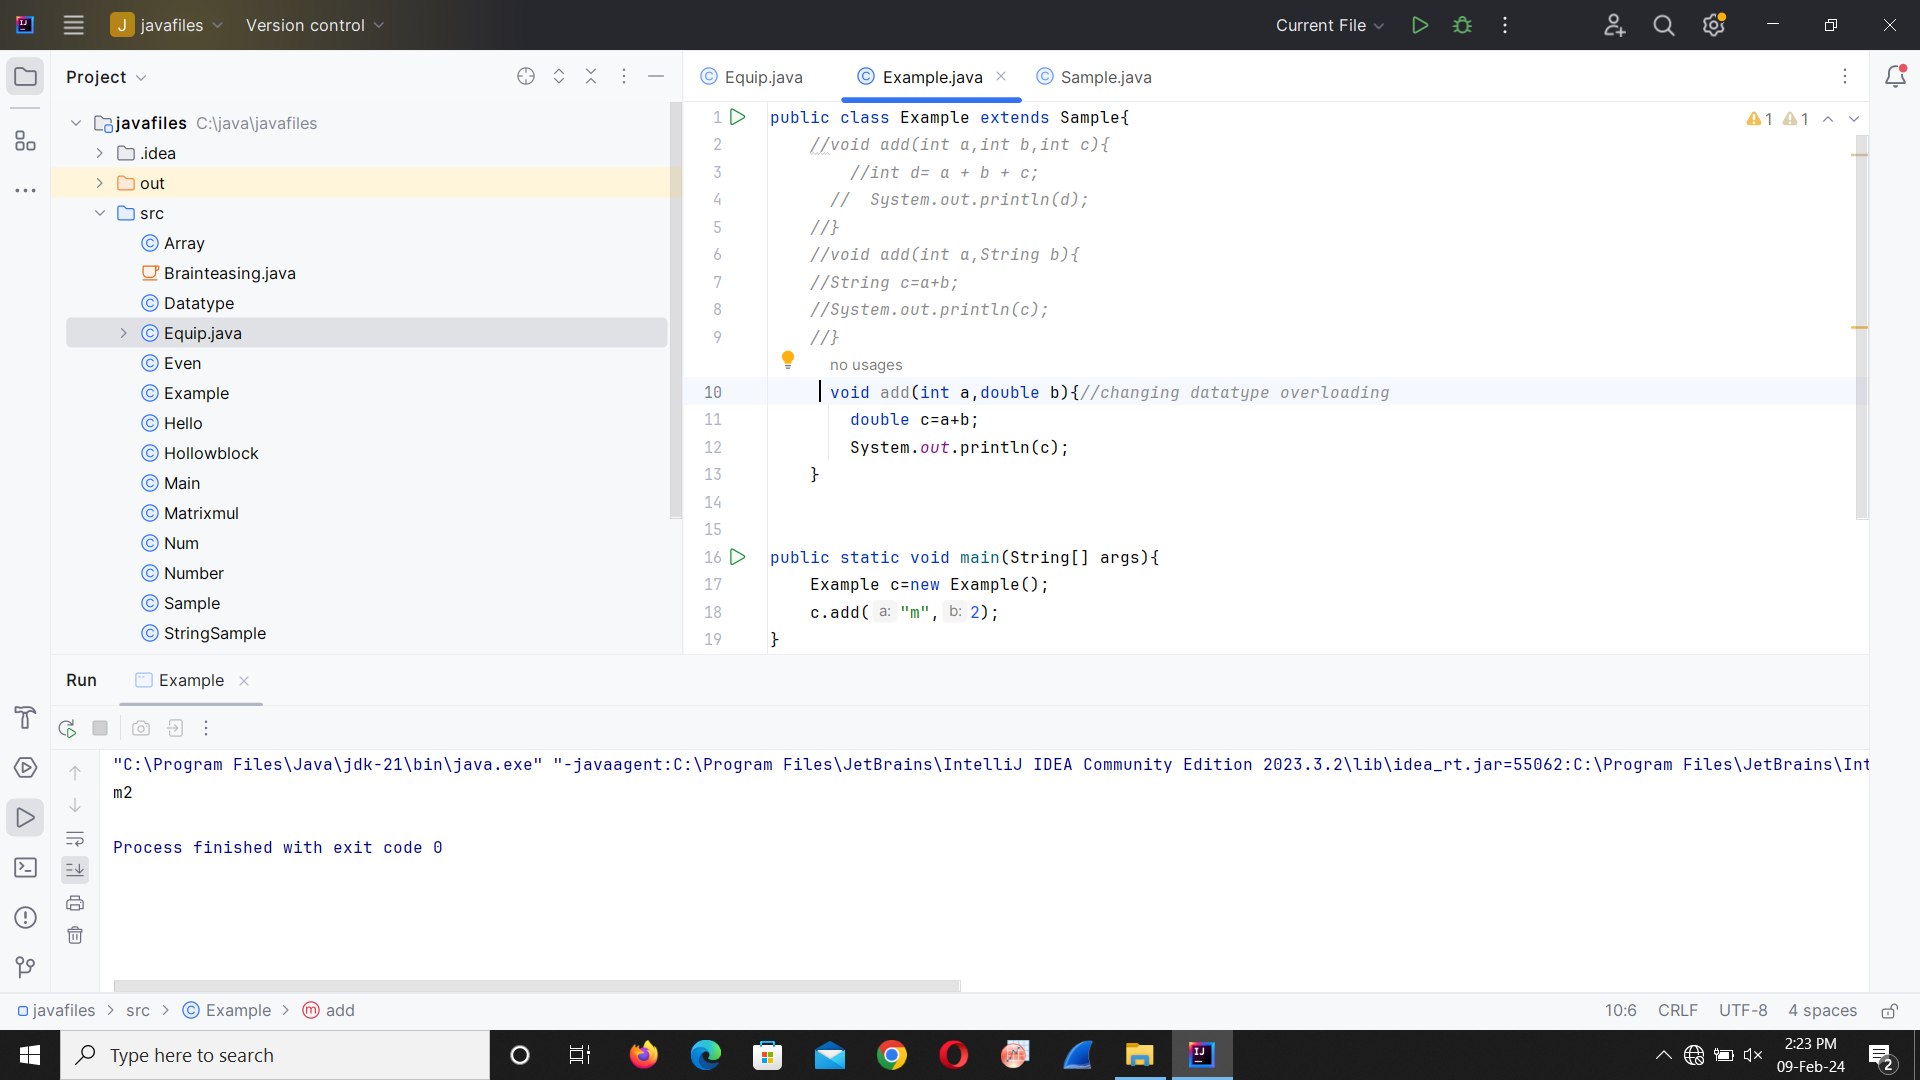 J javafiles Version control Current File
Project
Equip.java Example.java Sample.java
javafiles C:\java\javafiles
.idea
out
src
Array
Brainteasing.java
Datatype
Equip.java
Even
Example
Hello
Hollowblock
Main
Matrixmul
Num
Number
Sample
StringSample
1 public class Example extends Sample{
2 //void add(int a,int b,int c){
3 //int d= a + b + c;
4 //  System.out.println(d);
5 //}
6 //void add(int a,String b){
7 //String c=a+b;
8 //System.out.println(c);
9 //}
no usages
10 void add(int a,double b){//changing datatype overloading
11 double c=a+b;
12 System.out.println(c);
13 }
14
15
16 public static void main(String[] args){
17 Example c=new Example();
18 c.add( a: "m", b: 2);
19 }
1 1
Run Example
"C:\Program Files\Java\jdk-21\bin\java.exe" "-javaagent:C:\Program Files\JetBrains\IntelliJ IDEA Community Edition 2023.3.2\lib\idea_rt.jar=55062:C:\Program Files\JetBrains\Int
m2
Process finished with exit code 0
javafiles > src > Example > add
10:6 CRLF UTF-8 4 spaces
Type here to search
2:23 PM
09-Feb-24
2